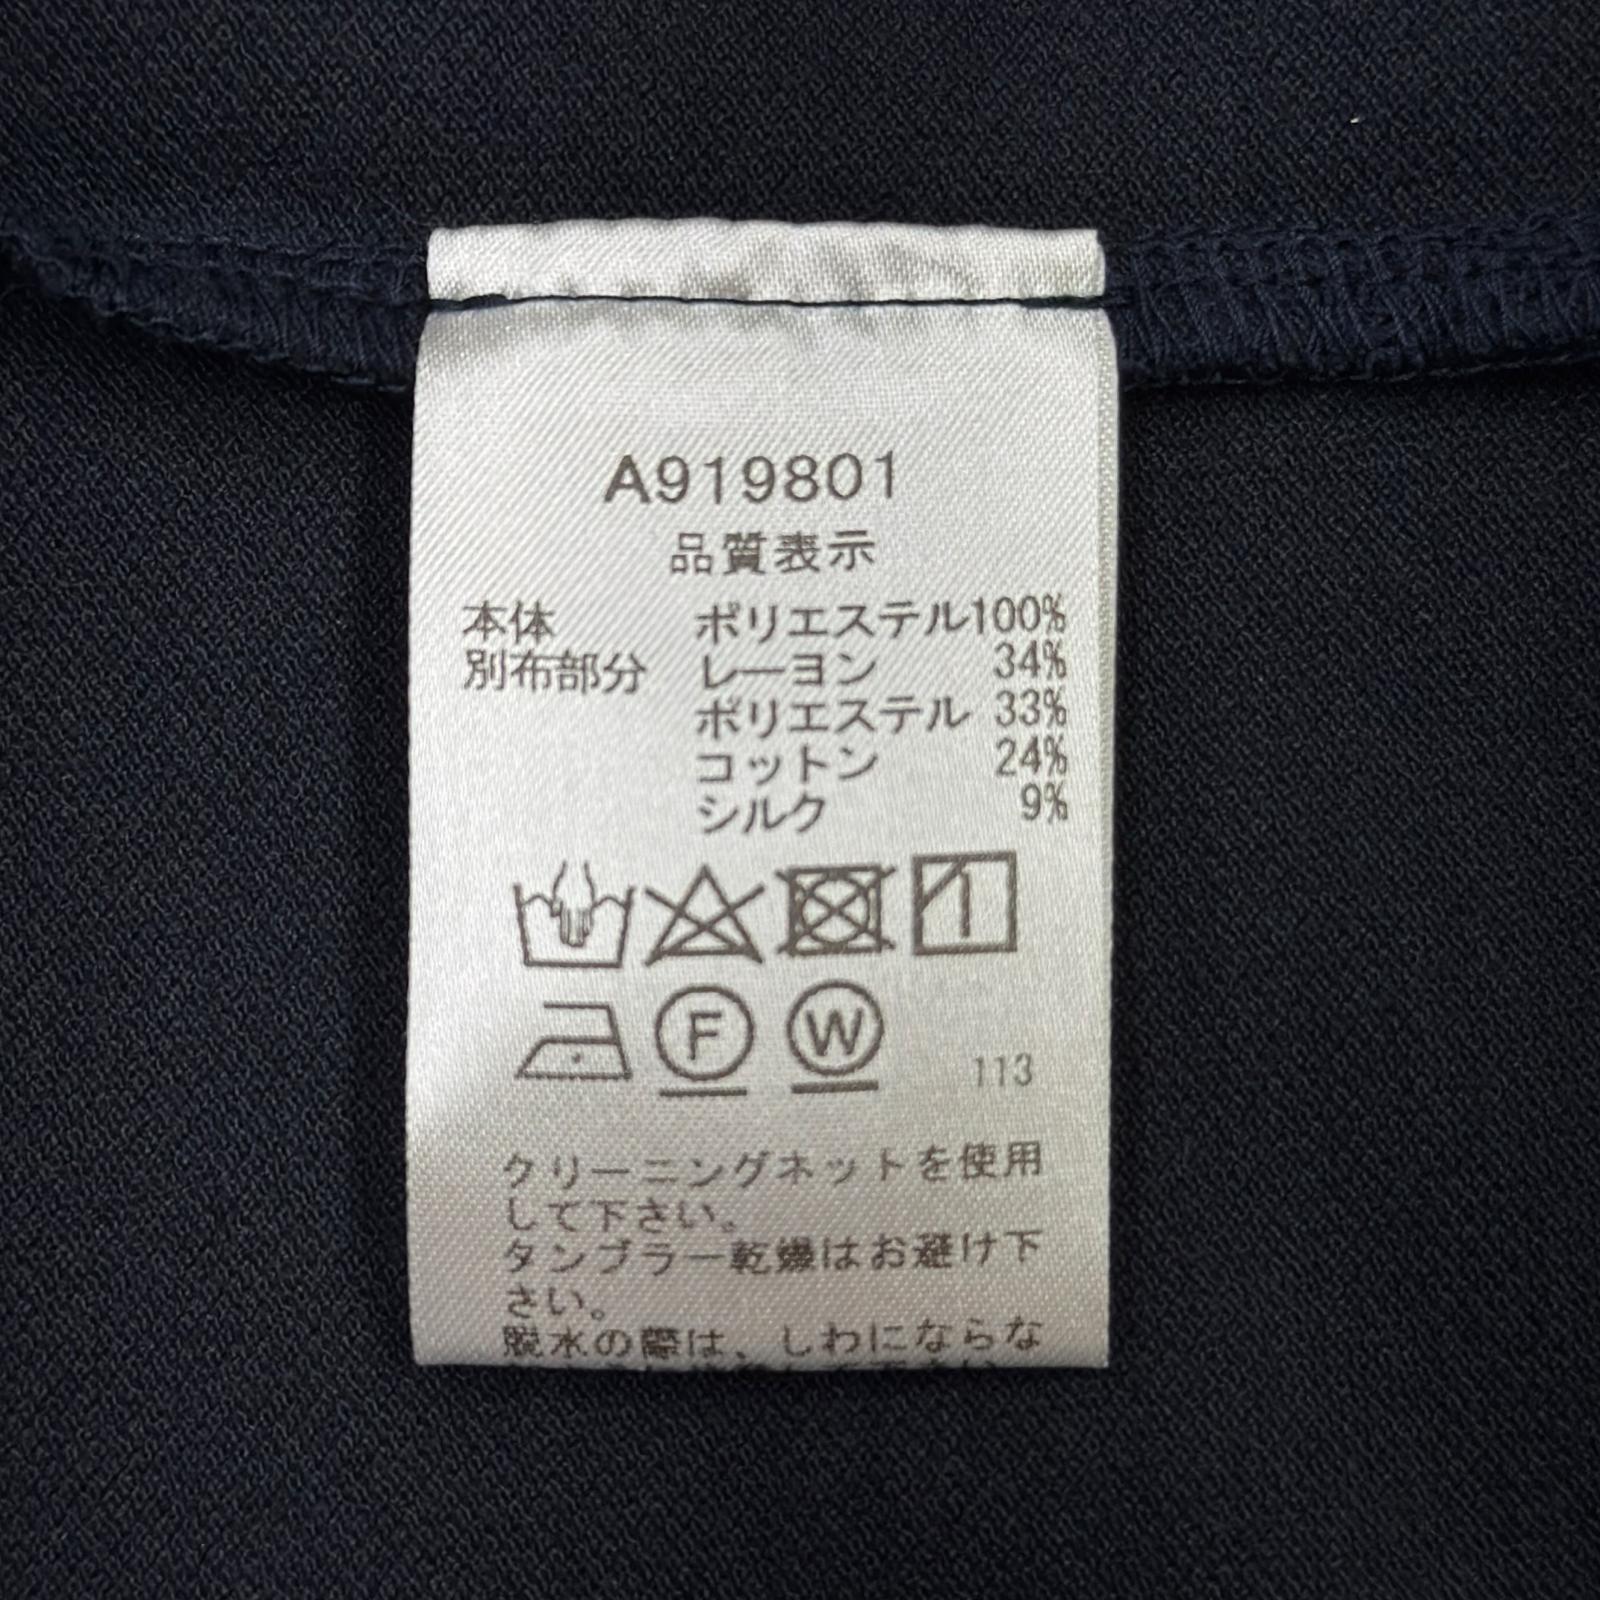 A919801
品質表示
本体 ポリエステル100%
別布部分 レーヨン 34%
ポリエステル 33%
コットン 24%
シルク 9%
F W 113
クリーニングネットを使用
して下さい。
タンブラー乾燥はお避け下
さい。
脱水の際は、しわにならな